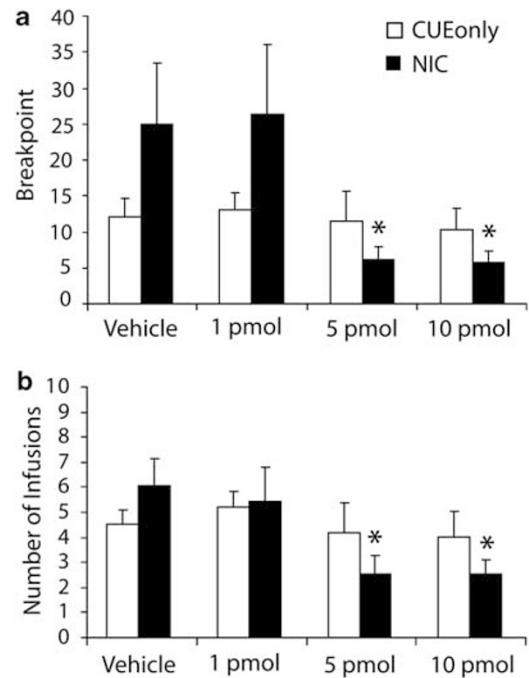 a
CUEonly
NIC
Breakpoint
40
35
30
25
20
15
10
5
0
*
*
Vehicle
1 pmol
5 pmol
10 pmol
b
Number of Infusions
10
9
8
7
6
5
4
3
2
1
0
*
*
Vehicle
1 pmol
5 pmol
10 pmol